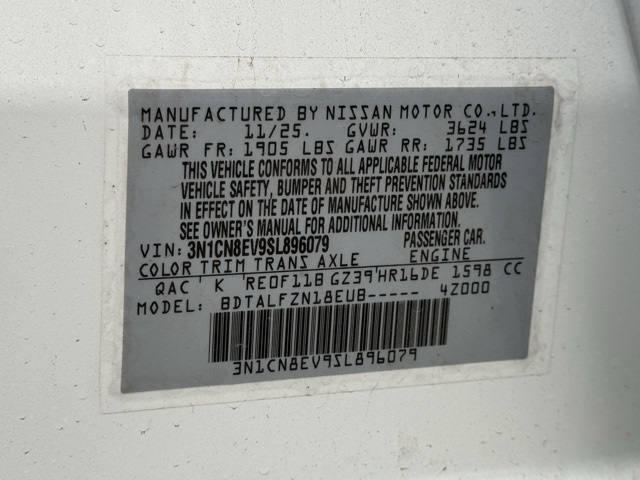 MANUFACTURED BY NISSAN MOTOR CO.,LTD.
DATE: 11/25. GVWR: 3624 LBS
GAWR FR: 1905 LBS GAWR RR: 1735 LBS
THIS VEHICLE CONFORMS TO ALL APPLICABLE FEDERAL MOTOR
VEHICLE SAFETY, BUMPER AND THEFT PREVENTION STANDARDS
IN EFFECT ON THE DATE OF MANUFACTURE SHOWN ABOVE.
SEE OWNER'S MANUAL FOR ADDITIONAL INFORMATION.
VIN: 3N1CN8EV9SL896079 PASSENGER CAR.
COLOR TRIM TRANS AXLE ENGINE
QAC' K RE0F11B GZ39'HR16DE 1598 CC
MODEL: BDTALFZN18EU8----- 42000
3N1CN8EV9SL896079